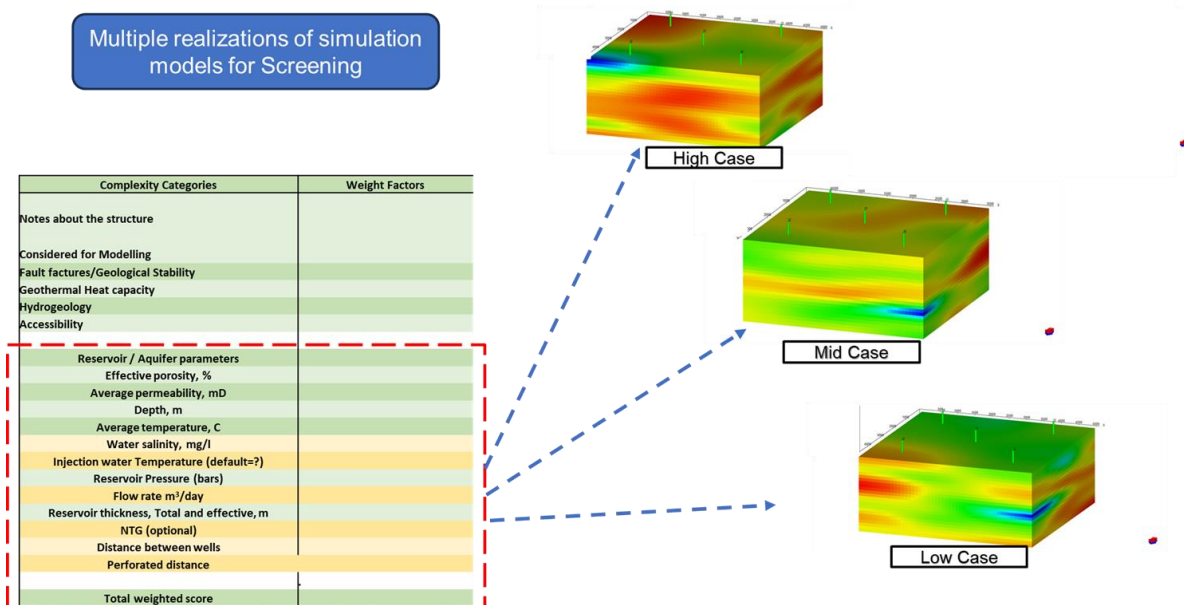 Multiple realizations of simulation
models for Screening
High Case
Mid Case
Low Case
Complexity Categories Weight Factors
Notes about the structure
Considered for Modelling
Fault factures/Geological Stability
Geothermal Heat capacity
Hydrogeology
Accessibility
Reservoir / Aquifer parameters
Effective porosity, %
Average permeability, mD
Depth, m
Average temperature, C
Water salinity, mg/l
Injection water Temperature (default=?)
Reservoir Pressure (bars)
Flow rate m³/day
Reservoir thickness, Total and effective, m
NTG (optional)
Distance between wells
Perforated distance
Total weighted score